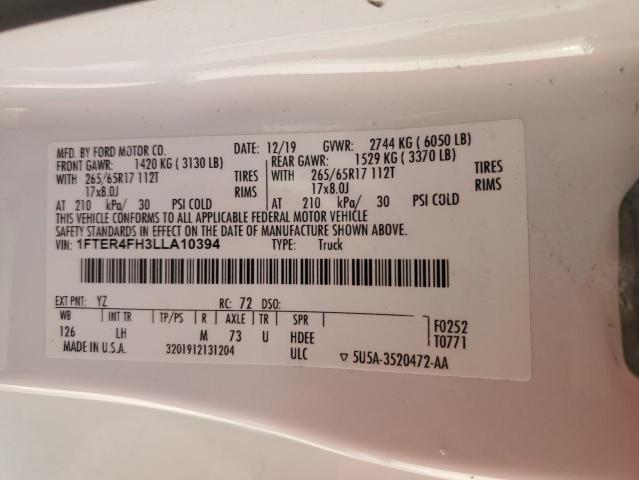 MFD. BY FORD MOTOR CO. DATE: 12/19 GVWR: 2744 KG ( 6050 LB)
FRONT GAWR: 1420 KG ( 3130 LB) REAR GAWR: 1529 KG ( 3370 LB)
WITH 265/65R17 112T TIRES WITH 265/65R17 112T TIRES
17x8.0J RIMS 17x8.0J RIMS
AT 210 kPa/ 30 PSI COLD AT 210 kPa/ 30 PSI COLD
THIS VEHICLE CONFORMS TO ALL APPLICABLE FEDERAL MOTOR VEHICLE
SAFETY STANDARDS IN EFFECT ON THE DATE OF MANUFACTURE SHOWN ABOVE.
VIN: 1FTER4FH3LLA10394 TYPE: Truck
EXT PNT: YZ RC: 72 DSO:
WB INT TR TP/PS R AXLE TR SPR F0252
126 LH M 73 U HDEE T0771
MADE IN U.S.A. 3201912131204 ULC ▽ 5U5A-3520472-AA